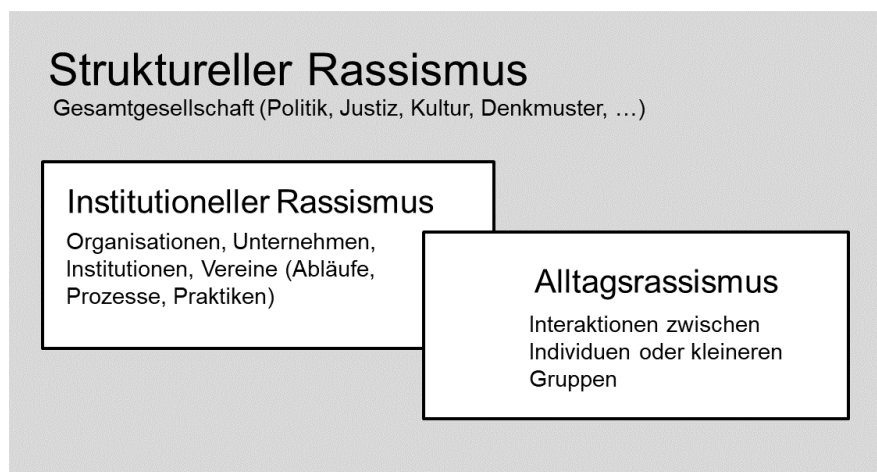 Struktureller Rassismus
Gesamtgesellschaft (Politik, Justiz, Kultur, Denkmuster, …)
Institutioneller Rassismus
Organisationen, Unternehmen,
Institutionen, Vereine (Abläufe,
Prozesse, Praktiken)
Alltagsrassismus
Interaktionen zwischen
Individuen oder kleineren
Gruppen